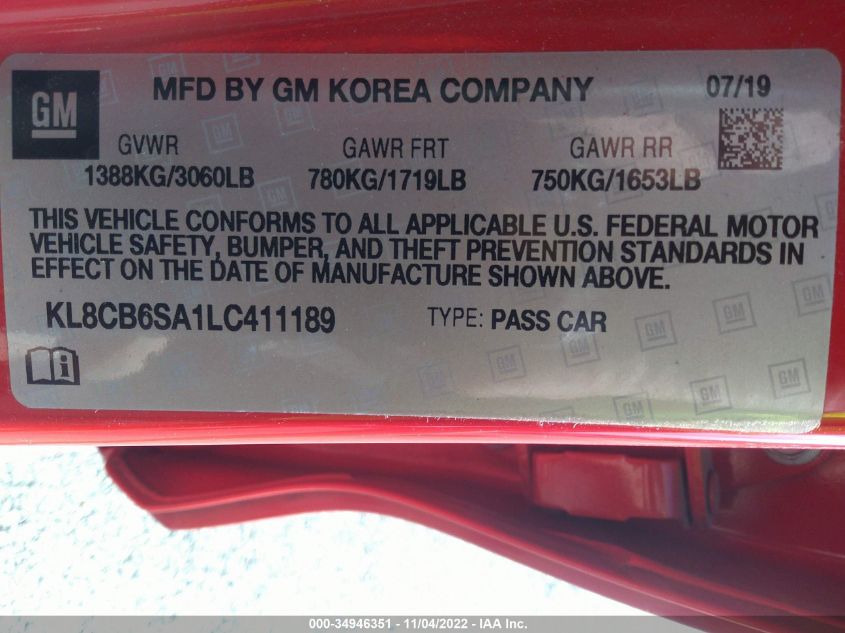 GM
MFD BY GM KOREA COMPANY 07/19
GVWR GAWR FRT GAWR RR
1388KG/3060LB 780KG/1719LB 750KG/1653LB
THIS VEHICLE CONFORMS TO ALL APPLICABLE U.S. FEDERAL MOTOR
VEHICLE SAFETY, BUMPER, AND THEFT PREVENTION STANDARDS IN
EFFECT ON THE DATE OF MANUFACTURE SHOWN ABOVE.
KL8CB6SA1LC411189 TYPE: PASS CAR
000-34946351 - 11/04/2022 - IAA Inc.